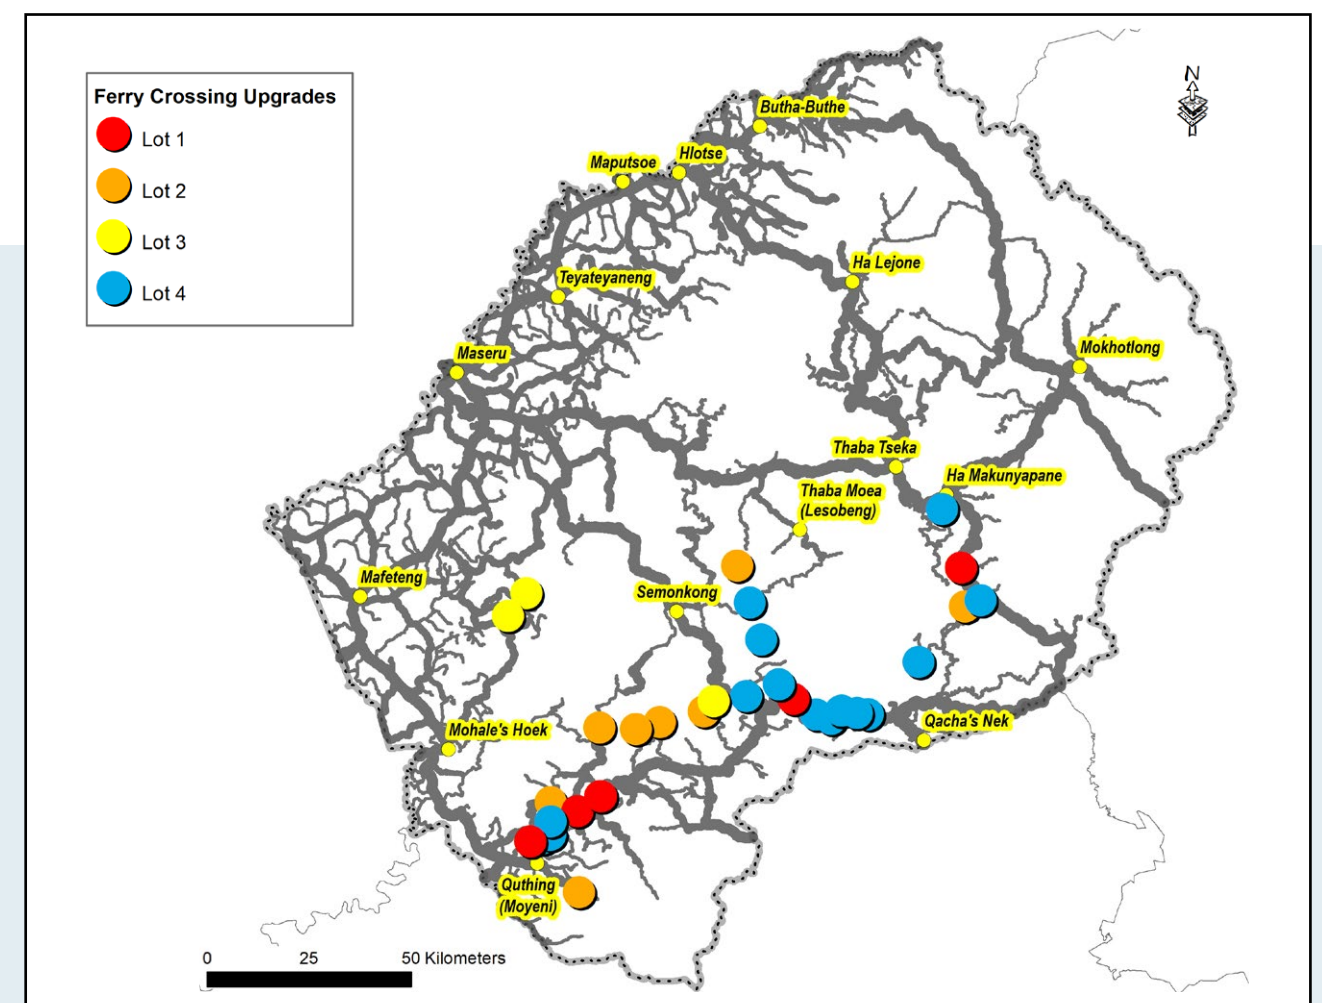 Ferry Crossing Upgrades
Lot 1
Lot 2
Lot 3
Lot 4
N
Butha-Buthe
Hlotse
Maputsoe
Ha Lejone
Teyateyaneng
Mokhotlong
Maseru
Thaba Tseka
Ha Makunyapane
Thaba Moea
(Lesobeng)
Mafeteng
Semonkong
Qacha's Nek
Mohale's Hoek
Quthing
(Moyeni)
0 25 50 Kilometers